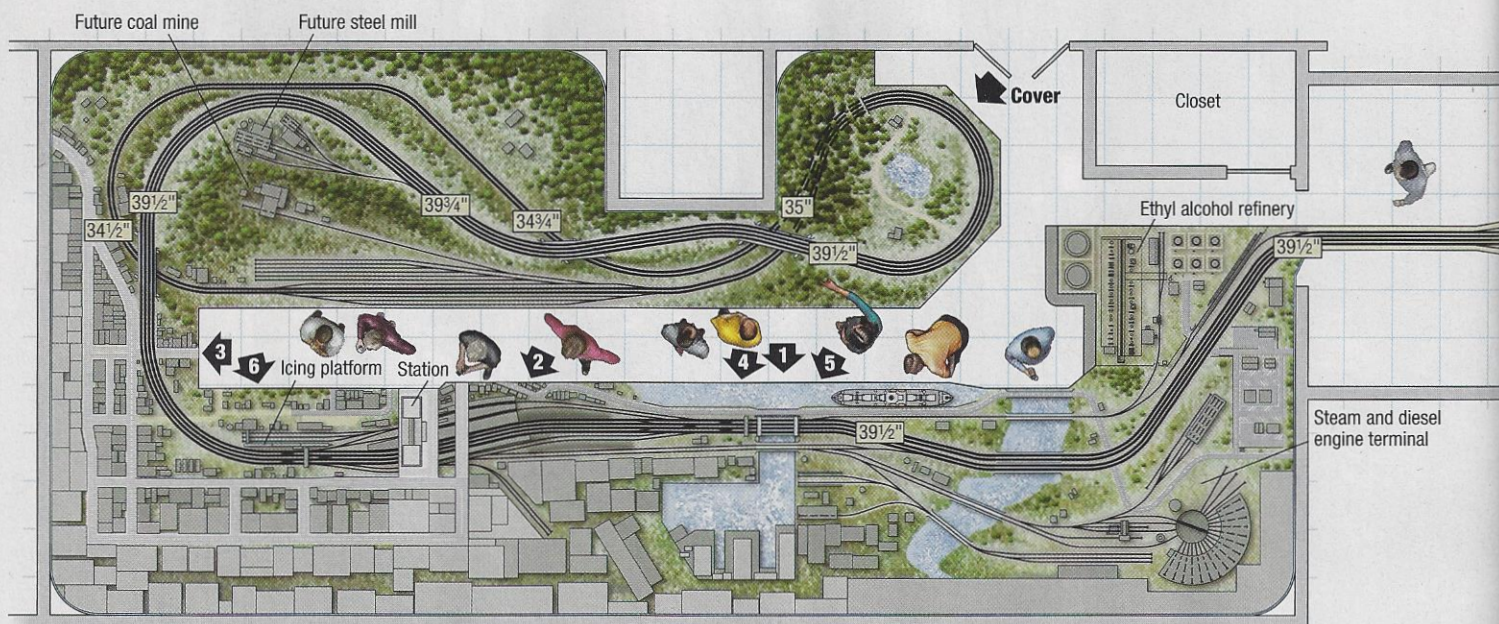 Future coal mine
Future steel mill
Cover
Closet
39½"
34½"
39¾"
34¾"
35"
39½"
Ethyl alcohol refinery
39½"
3
6
2
4
1
5
Icing platform
Station
39½"
Steam and diesel
engine terminal